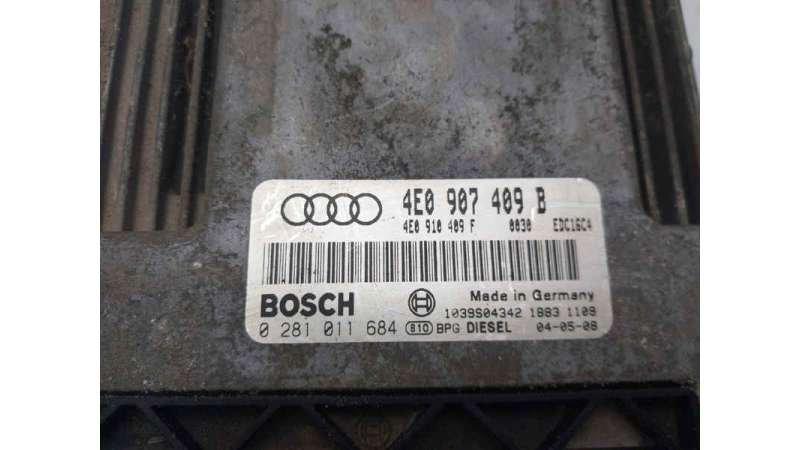 4E0 907 409 B
4E0 910 409 F 0030 EDC16C4
BOSCH Made in Germany
1039S04342 1883 1109
0 281 011 684 810 BPG DIESEL 04-05-08